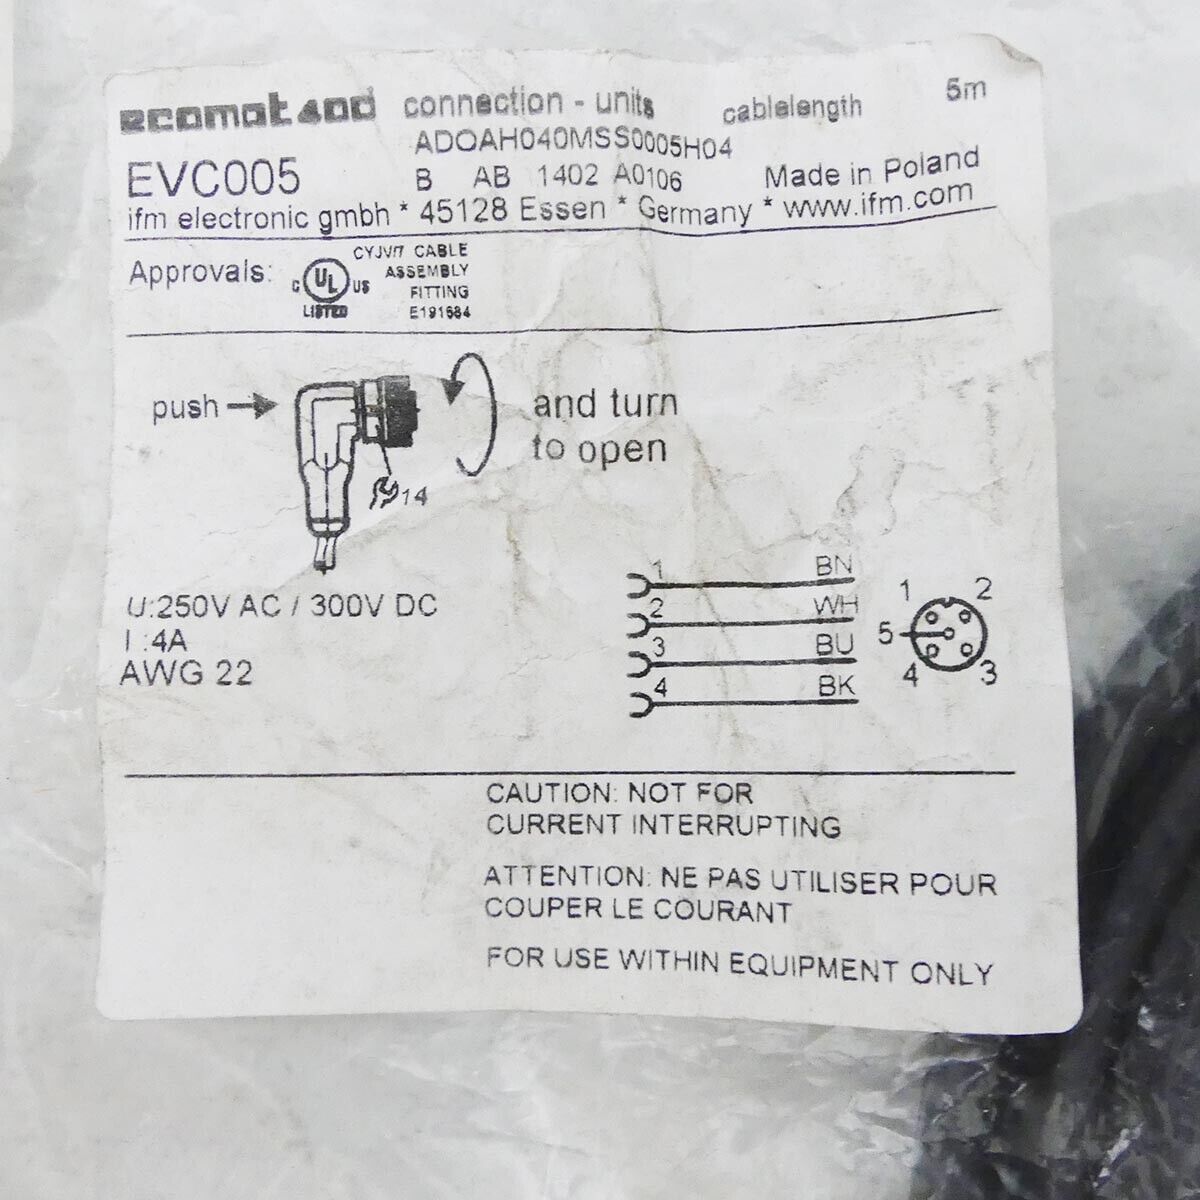 ecomat400 connection - units cablelength 5m
ADOAH040MSS0005H04
EVC005 B AB 1402 A0106 Made in Poland
ifm electronic gmbh * 45128 Essen * Germany * www.ifm.com
Approvals: C UL US LISTED
CYJV/7 CABLE
ASSEMBLY
FITTING
E191684
push and turn
to open
14
U:250V AC / 300V DC
I :4A
AWG 22
1 BN
2 WH
3 BU
4 BK
1 2
5
4 3
CAUTION: NOT FOR
CURRENT INTERRUPTING
ATTENTION: NE PAS UTILISER POUR
COUPER LE COURANT
FOR USE WITHIN EQUIPMENT ONLY